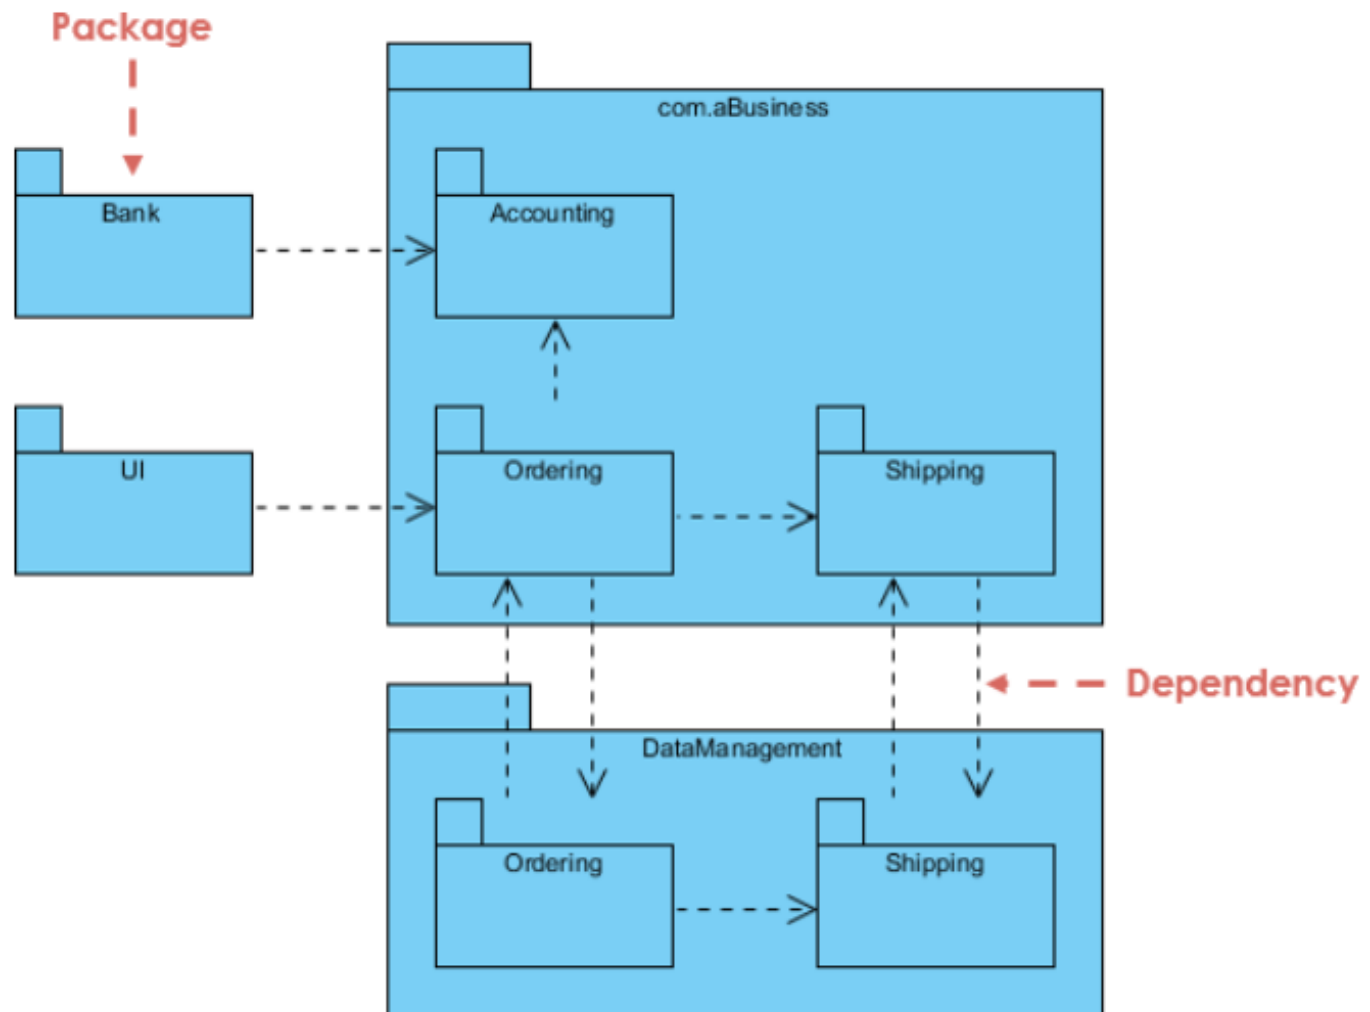 Package
com.aBusiness
Bank
Accounting
UI
Ordering
Shipping
Dependency
DataManagement
Ordering
Shipping